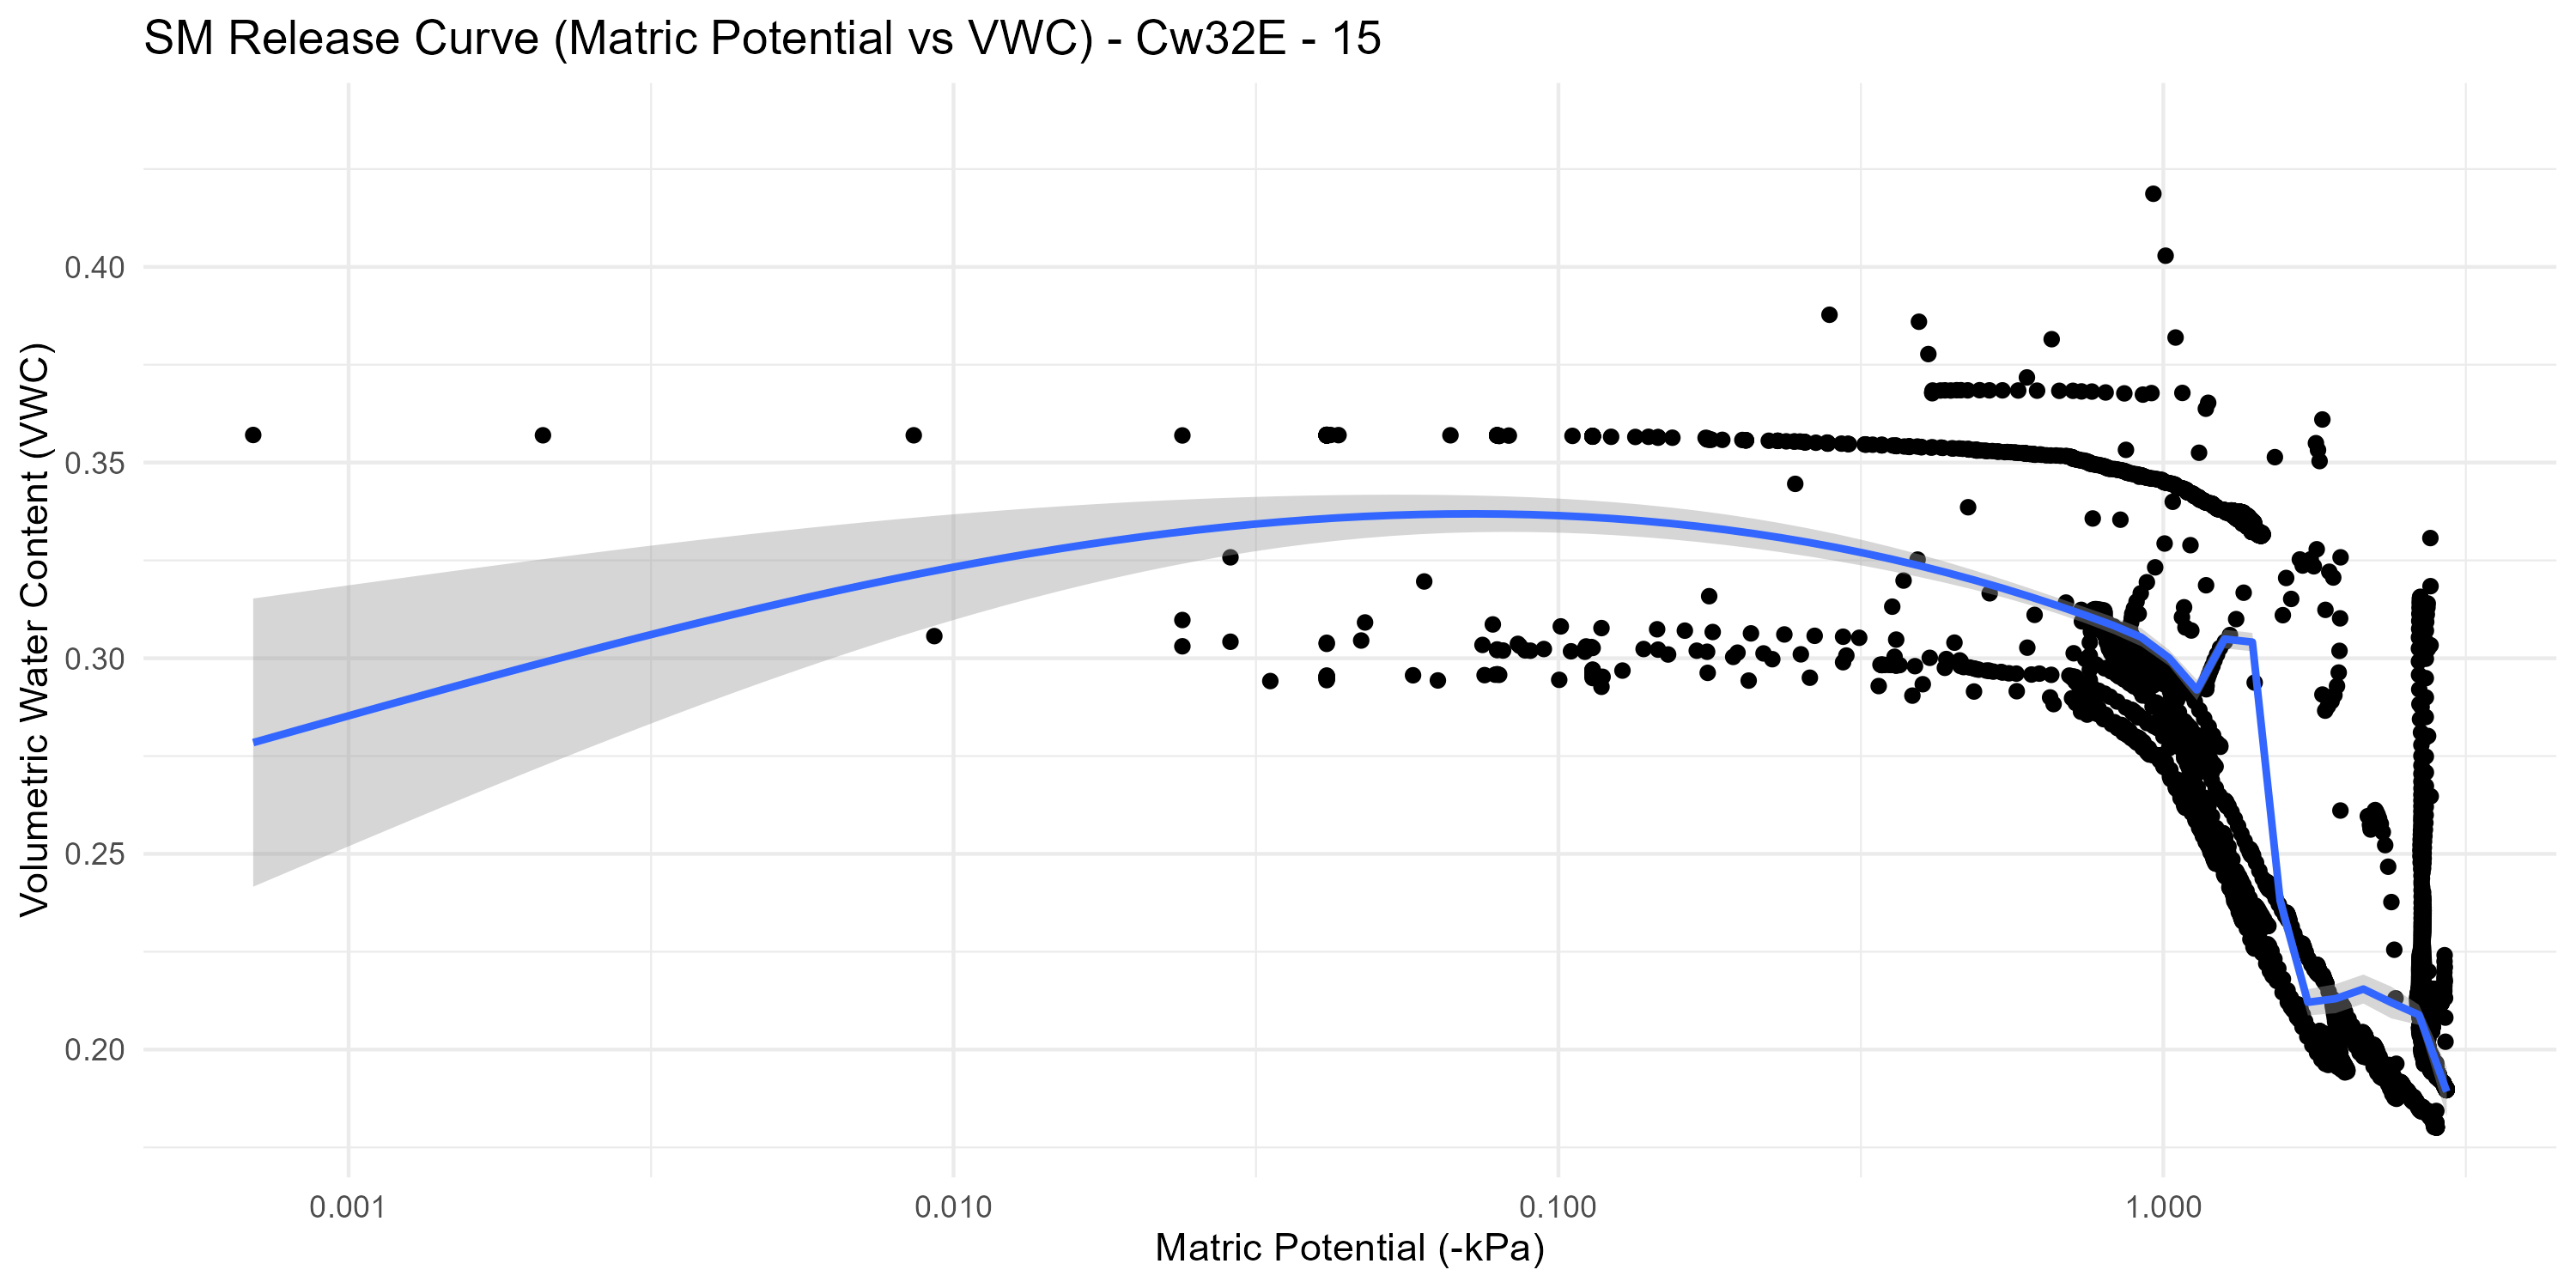 SM Release Curve (Matric Potential vs VWC) - Cw32E - 15
Volumetric Water Content (VWC)
0.40
0.35
0.30
0.25
0.20
0.001 0.010 0.100 1.000
Matric Potential (-kPa)